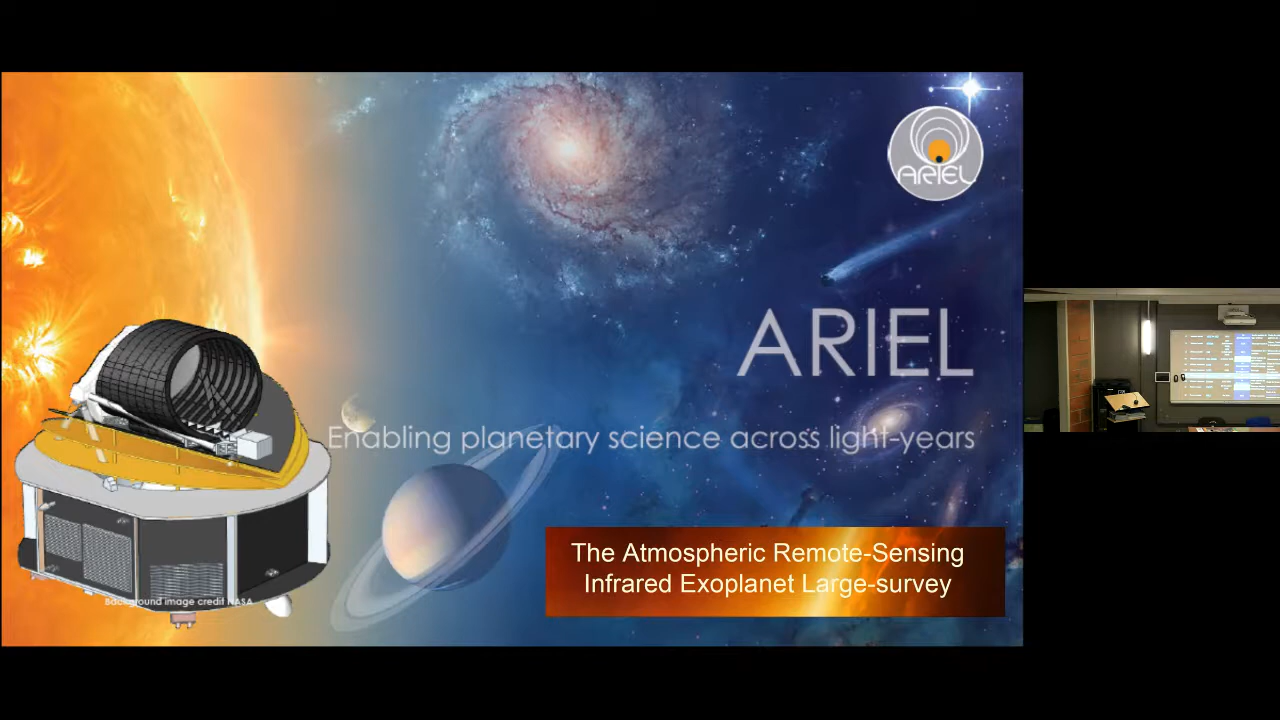 ARIEL
ARIEL
Enabling planetary science across light-years
The Atmospheric Remote-Sensing
Infrared Exoplanet Large-survey
Background image credit NASA